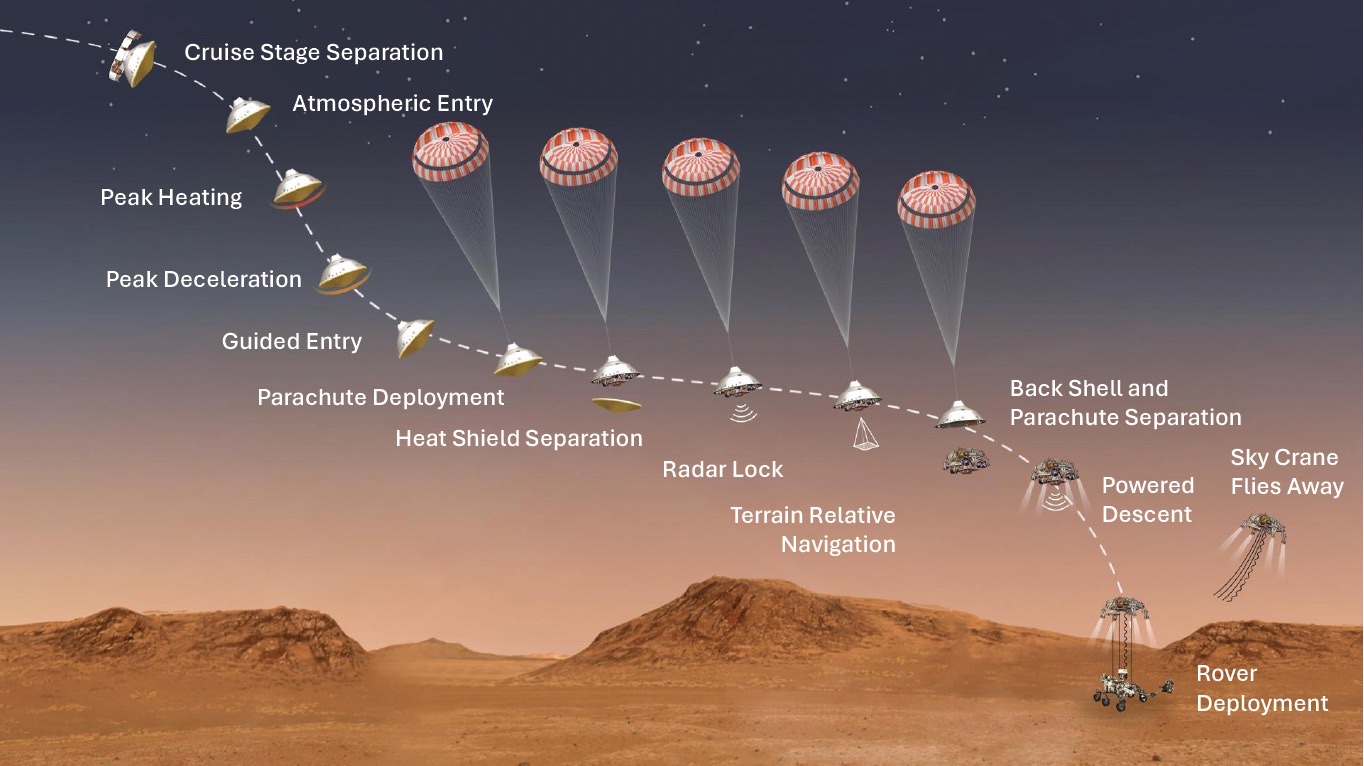 Cruise Stage Separation
Atmospheric Entry
Peak Heating
Peak Deceleration
Guided Entry
Parachute Deployment
Heat Shield Separation
Radar Lock
Terrain Relative
Navigation
Back Shell and
Parachute Separation
Powered
Descent
Sky Crane
Flies Away
Rover
Deployment